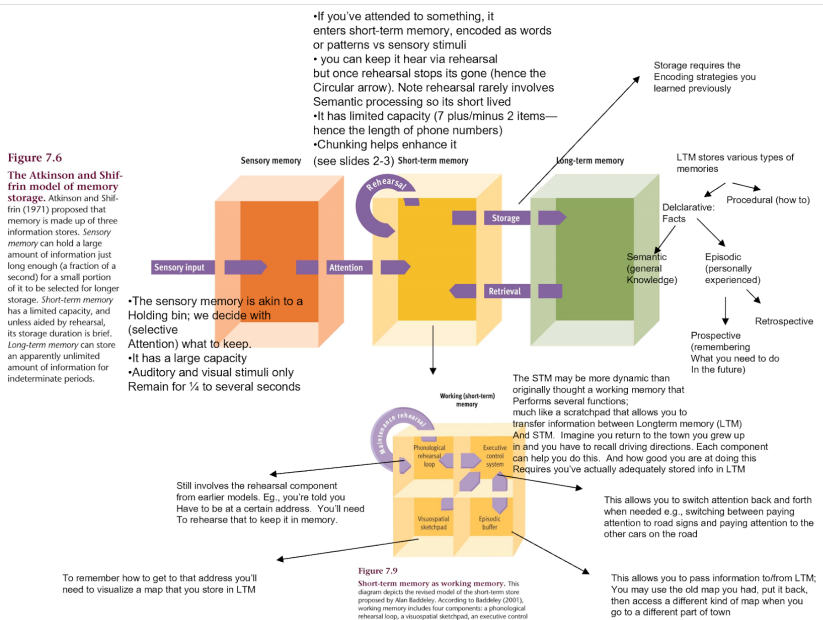 •If you've attended to something, it
enters short-term memory, encoded as words
or patterns vs sensory stimuli
• you can keep it hear via rehearsal
but once rehearsal stops its gone (hence the
Circular arrow). Note rehearsal rarely involves
Semantic processing so its short lived
•It has limited capacity (7 plus/minus 2 items—
hence the length of phone numbers)
•Chunking helps enhance it
(see slides 2-3)
Storage requires the
Encoding strategies you
learned previously
Figure 7.6
The Atkinson and Shif-
frin model of memory
storage. Atkinson and Shif-
frin (1971) proposed that
memory is made up of three
information stores. Sensory
memory can hold a large
amount of information just
long enough (a fraction of a
second) for a small portion
of it to be selected for longer
storage. Short-term memory
has a limited capacity, and
unless aided by rehearsal,
its storage duration is brief.
Long-term memory can store
an apparently unlimited
amount of information for
indeterminate periods.
Sensory memory
Short-term memory
Long-term memory
Rehearsal
Storage
Sensory input
Attention
Retrieval
LTM stores various types of
memories
Procedural (how to)
Delclarative:
Facts
Semantic
(general
Knowledge)
Episodic
(personally
experienced)
Retrospective
Prospective
(remembering
What you need to do
In the future)
•The sensory memory is akin to a
Holding bin; we decide with
(selective
Attention) what to keep.
•It has a large capacity
•Auditory and visual stimuli only
Remain for ¼ to several seconds
The STM may be more dynamic than
originally thought a working memory that
Performs several functions;
much like a scratchpad that allows you to
transfer information between Longterm memory (LTM)
And STM. Imagine you return to the town you grew up
in and you have to recall driving directions. Each component
can help you do this. And how good you are at doing this
Requires you've actually adequately stored info in LTM
Working (short-term)
memory
Maintenance rehearsal
Phonological
rehearsal
loop
Executive
control
system
Visuospatial
sketchpad
Episodic
buffer
Still involves the rehearsal component
from earlier models. Eg., you're told you
Have to be at a certain address. You'll need
To rehearse that to keep it in memory.
This allows you to switch attention back and forth
when needed e.g., switching between paying
attention to road signs and paying attention to the
other cars on the road
To remember how to get to that address you'll
need to visualize a map that you store in LTM
This allows you to pass information to/from LTM;
You may use the old map you had, put it back,
then access a different kind of map when you
go to a different part of town
Figure 7.9
Short-term memory as working memory. This
diagram depicts the revised model of the short-term store
proposed by Alan Baddeley. According to Baddeley (2001),
working memory includes four components: a phonological
rehearsal loop, a visuospatial sketchpad, an executive control